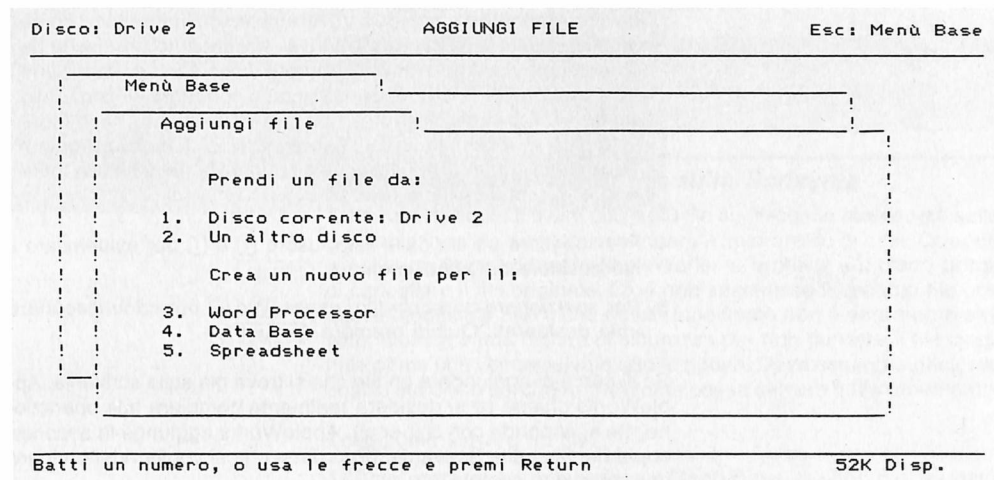 Disco: Drive 2 AGGIUNGI FILE Esc: Menù Base
Menù Base
Aggiungi file
Prendi un file da:
1. Disco corrente: Drive 2
2. Un altro disco
Crea un nuovo file per il:
3. Word Processor
4. Data Base
5. Spreadsheet
Batti un numero, o usa le frecce e premi Return 52K Disp.